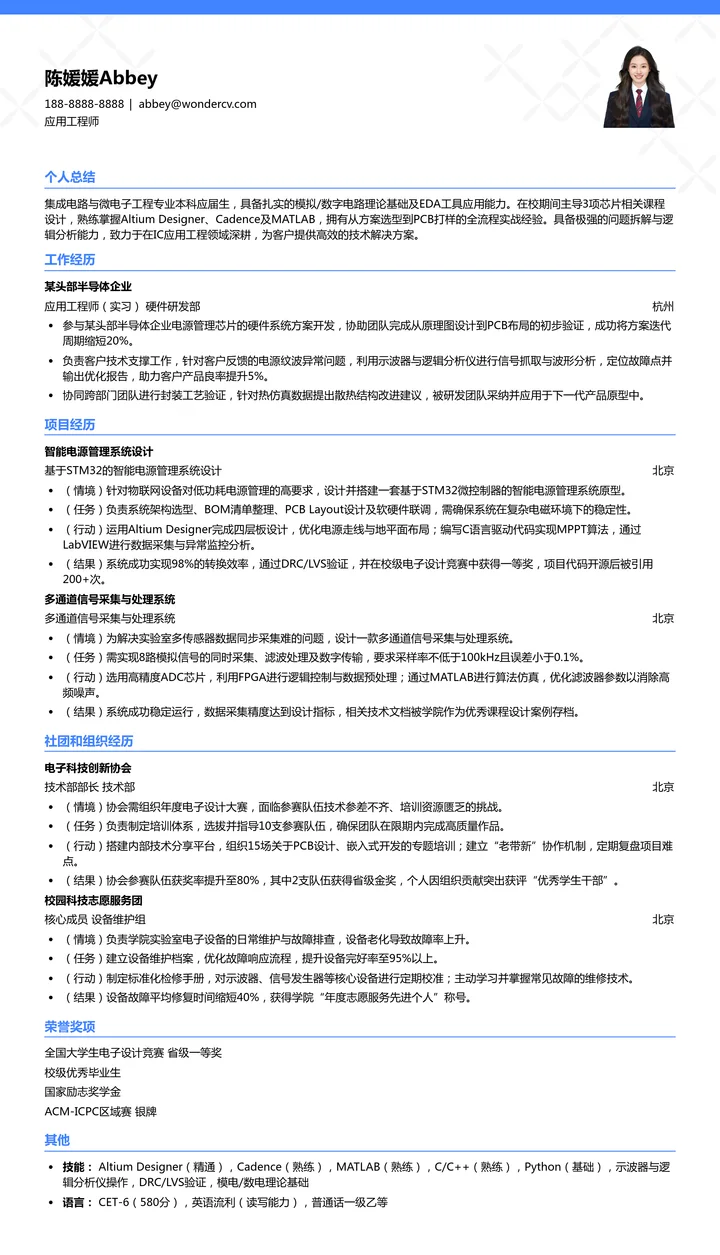 陈媛媛Abbey
188-8888-8888 | abbey@wondercv.com
应用工程师
个人总结
集成电路与微电子工程专业本科应届生，具备扎实的模拟/数字电路理论基础及EDA工具应用能力。在校期间主导3项芯片相关课程
设计，熟练掌握Altium Designer、Cadence及MATLAB，拥有从方案选型到PCB打样的全流程实战经验。具备极强的问题拆解与逻
辑分析能力，致力于在IC应用工程领域深耕，为客户提供高效的技术解决方案。
工作经历
某头部半导体企业
应用工程师（实习） 硬件研发部 杭州
• 参与某头部半导体企业电源管理芯片的硬件系统方案开发，协助团队完成从原理图设计到PCB布局的初步验证，成功将方案迭代
周期缩短20%。
• 负责客户技术支撑工作，针对客户反馈的电源纹波异常问题，利用示波器与逻辑分析仪进行信号抓取与波形分析，定位故障点并
输出优化报告，助力客户产品良率提升5%。
• 协同跨部门团队进行封装工艺验证，针对热仿真数据提出散热结构改进建议，被研发团队采纳并应用于下一代产品原型中。
项目经历
智能电源管理系统设计
基于STM32的智能电源管理系统设计 北京
• （情境）针对物联网设备对低功耗电源管理的高要求，设计并搭建一套基于STM32微控制器的智能电源管理系统原型。
• （任务）负责系统架构选型、BOM清单整理、PCB Layout设计及软硬件联调，需确保系统在复杂电磁环境下的稳定性。
• （行动）运用Altium Designer完成四层板设计，优化电源走线与地平面布局；编写C语言驱动代码实现MPPT算法，通过
LabVIEW进行数据采集与异常监控分析。
• （结果）系统成功实现98%的转换效率，通过DRC/LVS验证，并在校级电子设计竞赛中获得一等奖，项目代码开源后被引用
200+次。
多通道信号采集与处理系统
多通道信号采集与处理系统 北京
• （情境）为解决实验室多传感器数据同步采集难的问题，设计一款多通道信号采集与处理系统。
• （任务）需实现8路模拟信号的同时采集、滤波处理及数字传输，要求采样率不低于100kHz且误差小于0.1%。
• （行动）选用高精度ADC芯片，利用FPGA进行逻辑控制与数据预处理；通过MATLAB进行算法仿真，优化滤波器参数以消除高
频噪声。
• （结果）系统成功稳定运行，数据采集精度达到设计指标，相关技术文档被学院作为优秀课程设计案例存档。
社团和组织经历
电子科技创新协会
技术部部长 技术部 北京
• （情境）协会需组织年度电子设计大赛，面临参赛队伍技术参差不齐、培训资源匮乏的挑战。
• （任务）负责制定培训体系，选拔并指导10支参赛队伍，确保团队在限期内完成高质量作品。
• （行动）搭建内部技术分享平台，组织15场关于PCB设计、嵌入式开发的专题培训；建立“老带新”协作机制，定期复盘项目难
点。
• （结果）协会参赛队伍获奖率提升至80%，其中2支队伍获得省级金奖，个人因组织贡献突出获评“优秀学生干部”。
校园科技志愿服务团
核心成员 设备维护组 北京
• （情境）负责学院实验室电子设备的日常维护与故障排查，设备老化导致故障率上升。
• （任务）建立设备维护档案，优化故障响应流程，提升设备完好率至95%以上。
• （行动）制定标准化检修手册，对示波器、信号发生器等核心设备进行定期校准；主动学习并掌握常见故障的维修技术。
• （结果）设备故障平均修复时间缩短40%，获得学院“年度志愿服务先进个人”称号。
荣誉奖项
全国大学生电子设计竞赛 省级一等奖
校级优秀毕业生
国家励志奖学金
ACM-ICPC区域赛 银牌
其他
• 技能： Altium Designer（精通），Cadence（熟练），MATLAB（熟练），C/C++（熟练），Python（基础），示波器与逻
辑分析仪操作，DRC/LVS验证，模电/数电理论基础
• 语言： CET-6（580分），英语流利（读写能力），普通话一级乙等